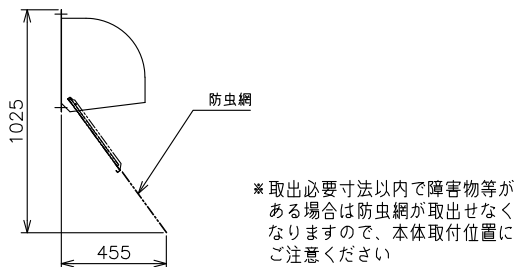 防虫網
1025
※取出必要寸法以内で障害物等が
ある場合は防虫網が取出せなく
なりますので、本体取付位置に
ご注意ください
455